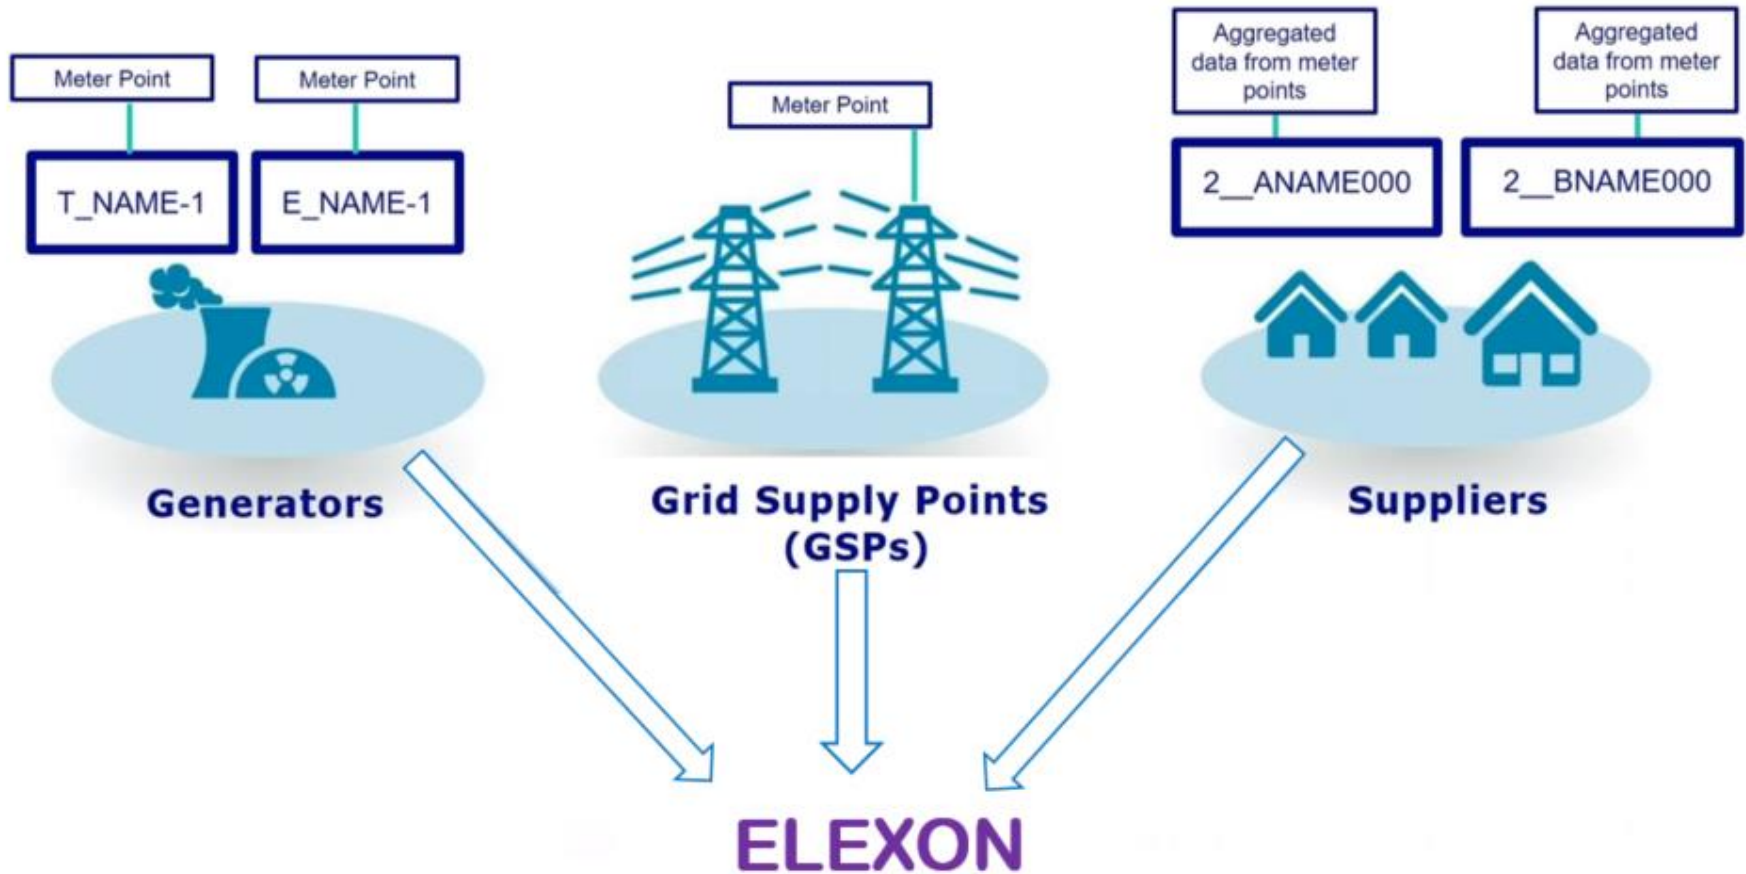 Meter Point
Meter Point
T_NAME-1
E_NAME-1
Generators
Meter Point
Grid Supply Points
(GSPs)
Aggregated
data from meter
points
Aggregated
data from meter
points
2__ANAME000
2__BNAME000
Suppliers
ELEXON